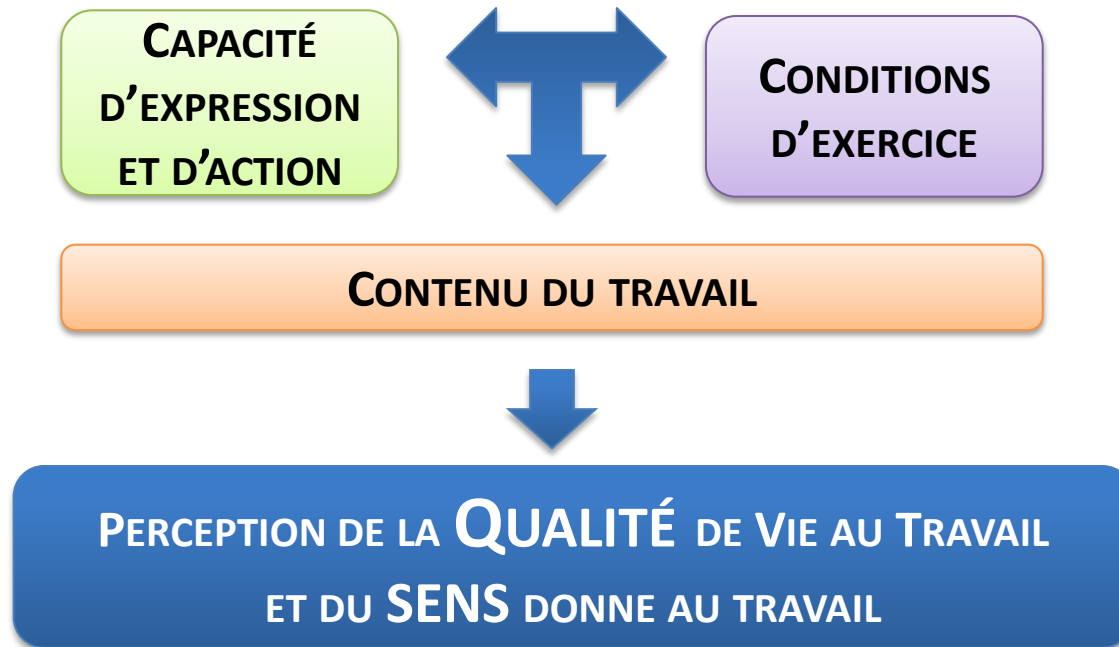 CAPACITÉ
D'EXPRESSION
ET D'ACTION
CONDITIONS
D'EXERCICE
CONTENU DU TRAVAIL
PERCEPTION DE LA QUALITÉ DE VIE AU TRAVAIL
ET DU SENS DONNE AU TRAVAIL